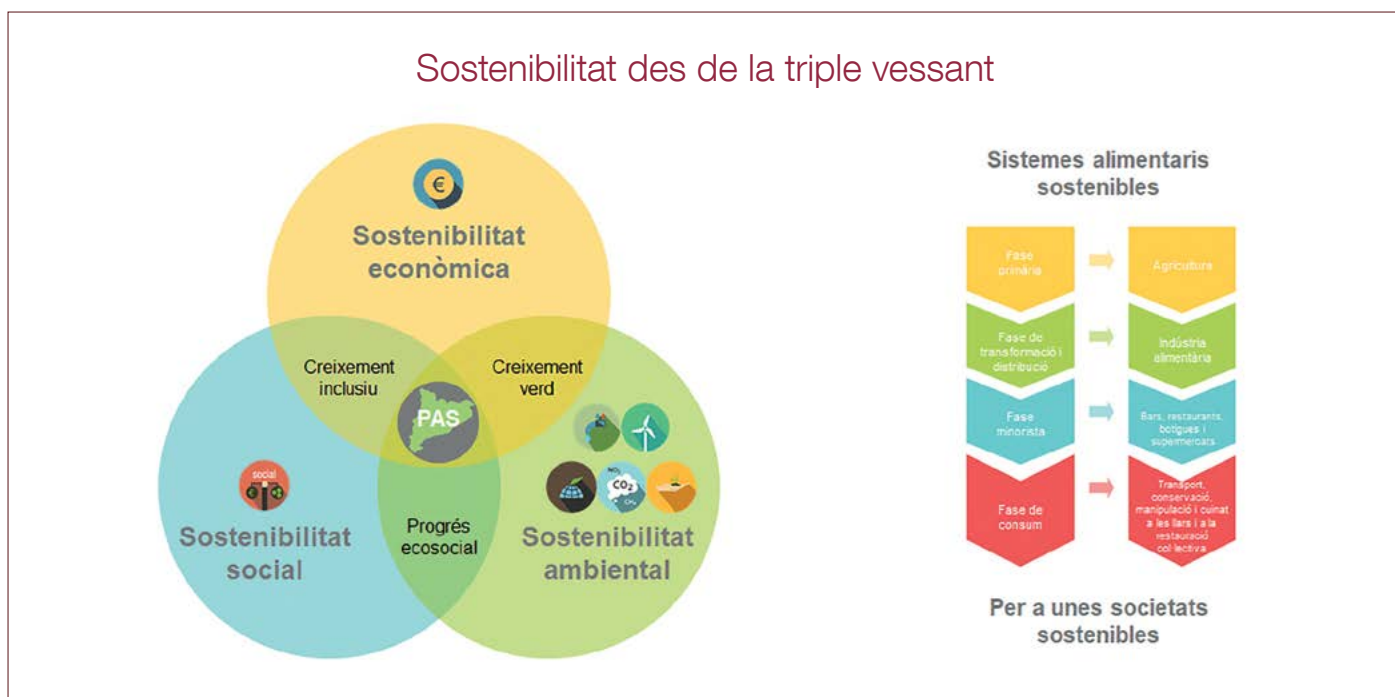 Sostenibilitat des de la triple vessant
€
Sostenibilitat
econòmica
Creixement
inclusiu
Creixement
verd
PAS
social
Sostenibilitat
social
Progrés
ecosocial
NO₂
CO₂
CH₄
Sostenibilitat
ambiental
Sistemes alimentaris
sostenibles
Fase
primària
Agricultura
Fase de
transformació i
distribució
Indústria
alimentària
Fase
minorista
Bars, restaurants,
botigues i
supermercats
Fase de
consum
Transport,
conservació,
manipulació i cuinat
a les llars i a la
restauració
col·lectiva
Per a unes societats
sostenibles